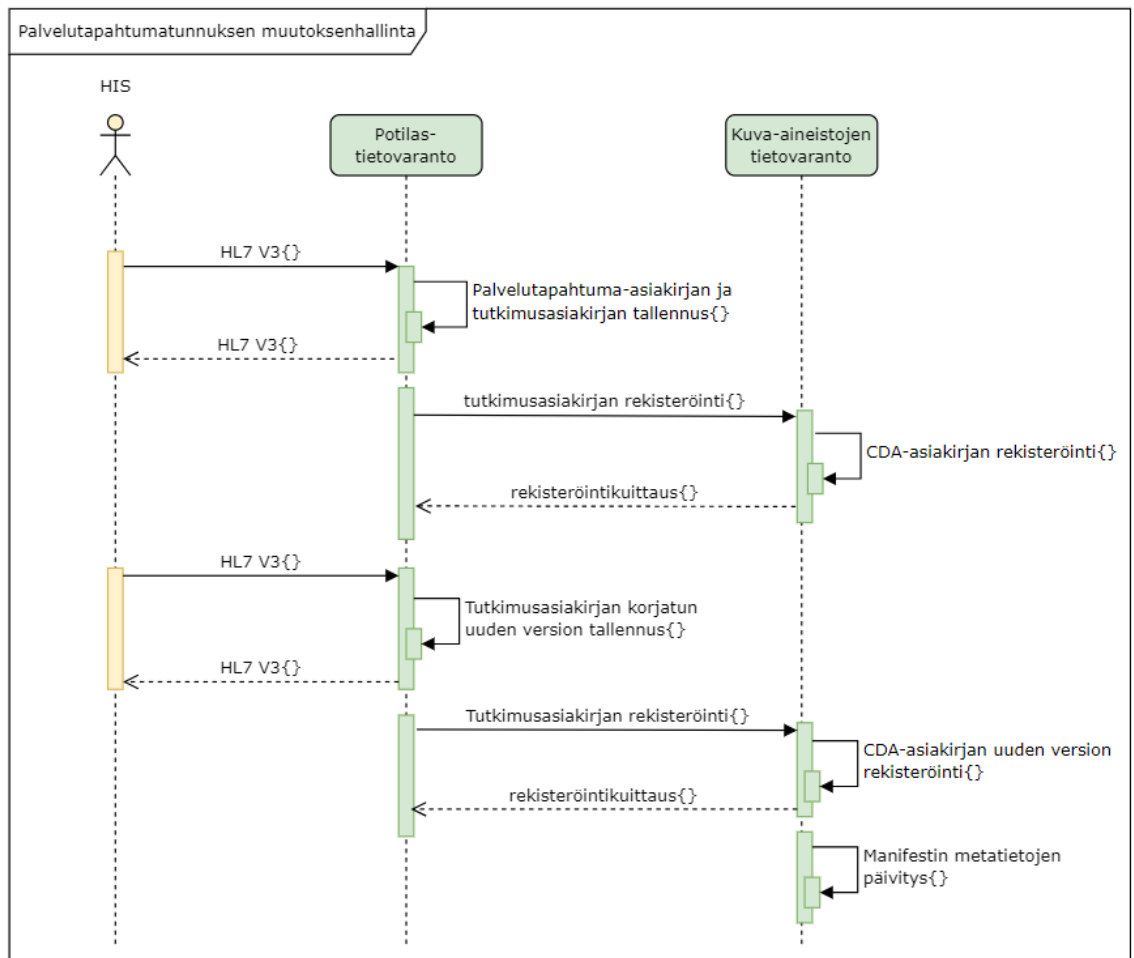 Palvelutapahtumatunnuksen muutoksenhallinta
HIS
Potilas-
tietovaranto
Kuva-aineistojen
tietovaranto
HL7 V3{}
Palvelutapahtuma-asiakirjan ja
tutkimusasiakirjan tallennus{}
HL7 V3{}
tutkimusasiakirjan rekisteröinti{}
CDA-asiakirjan rekisteröinti{}
rekisteröintikuittaus{}
HL7 V3{}
Tutkimusasiakirjan korjatun
uuden version tallennus{}
HL7 V3{}
Tutkimusasiakirjan rekisteröinti{}
CDA-asiakirjan uuden version
rekisteröinti{}
rekisteröintikuittaus{}
Manifestin metatietojen
päivitys{}